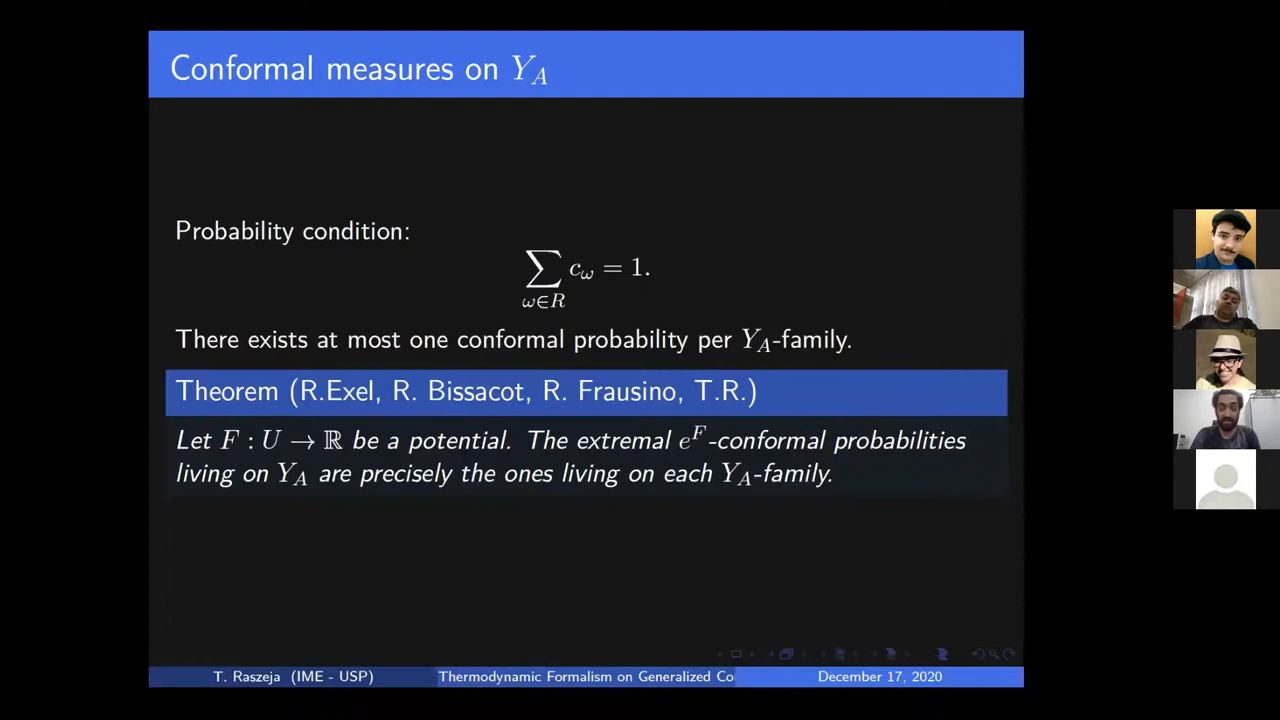 Conformal measures on Y_A
Probability condition:
∑_{ω∈R} c_ω = 1.
There exists at most one conformal probability per Y_A-family.
Theorem (R.Exel, R. Bissacot, R. Frausino, T.R.)
Let F : U → ℝ be a potential. The extremal e^F-conformal probabilities
living on Y_A are precisely the ones living on each Y_A-family.
T. Raszeja (IME - USP)
Thermodynamic Formalism on Generalized Co
December 17, 2020